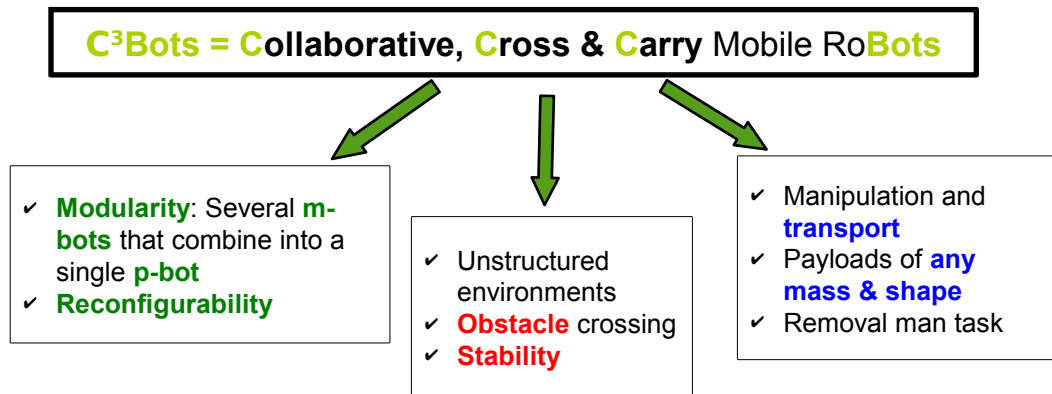 C³Bots = Collaborative, Cross & Carry Mobile RoBots
✔ Modularity: Several m-
bots that combine into a
single p-bot
✔ Reconfigurability
✔ Unstructured
environments
✔ Obstacle crossing
✔ Stability
✔ Manipulation and
transport
✔ Payloads of any
mass & shape
✔ Removal man task